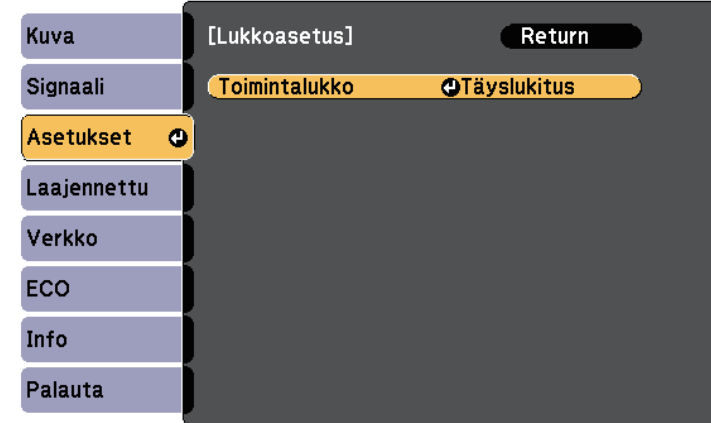 Kuva
Signaali
Asetukset
Laajennettu
Verkko
ECO
Info
Palauta
[Lukkoasetus] Return
Toimintalukko Täyslukitus